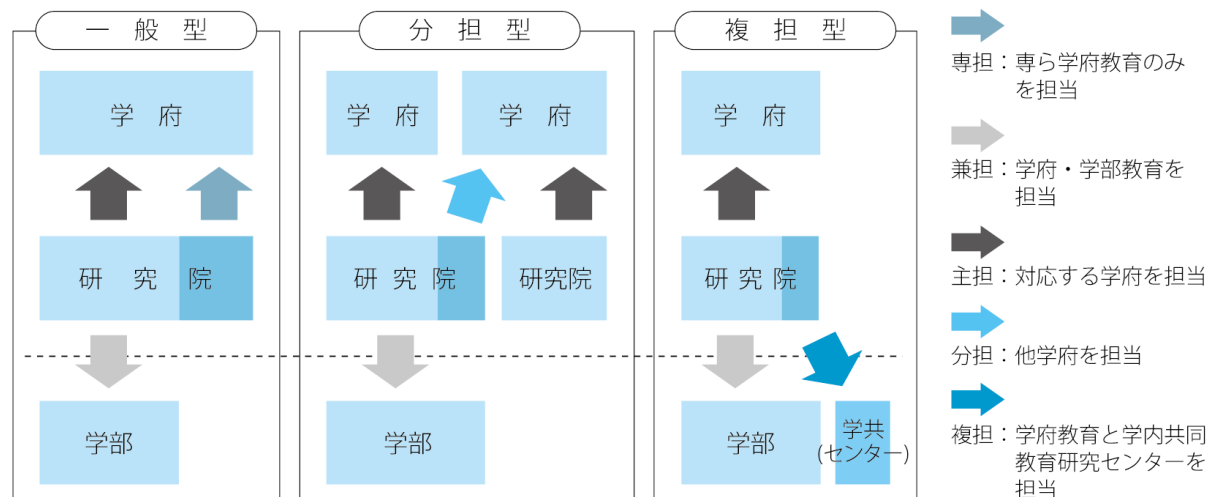 一 般 型
学 府
研 究 院
学部
分 担 型
学 府
学 府
研 究 院
研究院
学部
複 担 型
学 府
研 究 院
学部
学共
(センター)
専担：専ら学府教育のみ
を担当
兼担：学府・学部教育を
担当
主担：対応する学府を担当
分担：他学府を担当
複担：学府教育と学内共同
教育研究センターを
担当